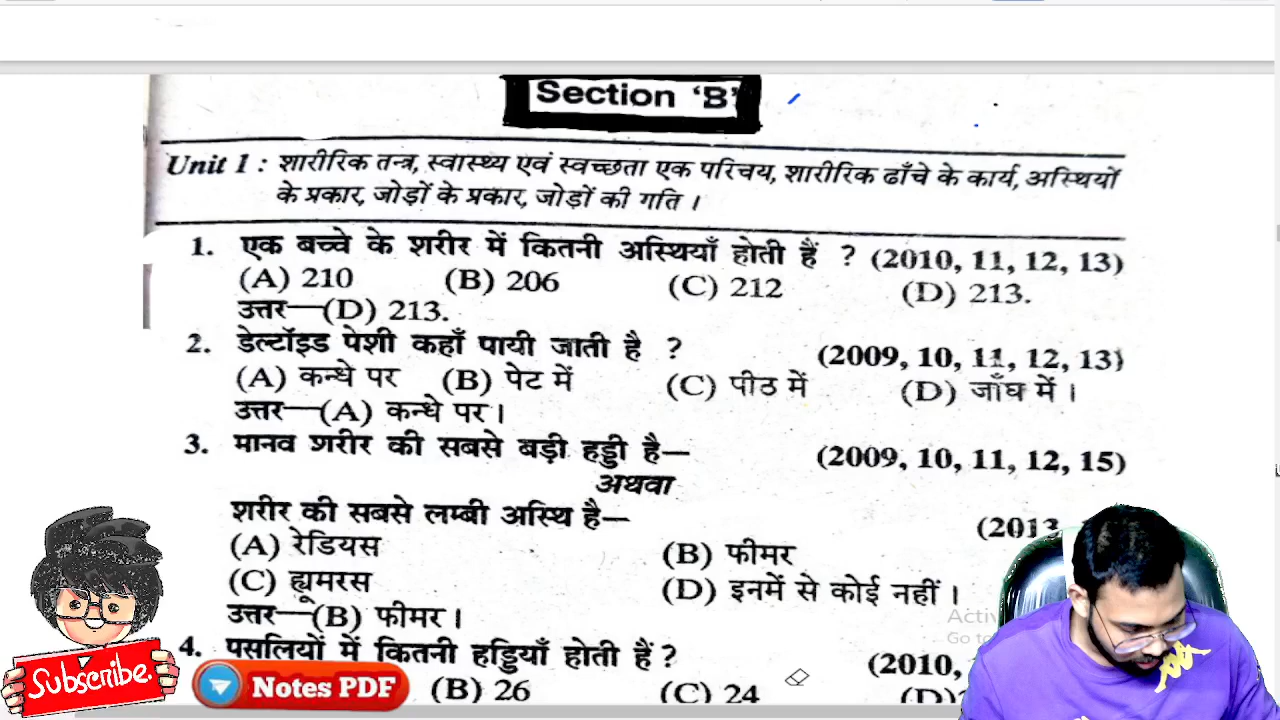 Section ‘B’
Unit 1 : शारीरिक तन्त्र, स्वास्थ्य एवं स्वच्छता एक परिचय, शारीरिक ढाँचे के कार्य, अस्थियों
के प्रकार, जोड़ों के प्रकार, जोड़ों की गति ।
1. एक बच्चे के शरीर में कितनी अस्थियाँ होती हैं ? (2010, 11, 12, 13)
(A) 210 (B) 206 (C) 212 (D) 213.
उत्तर—(D) 213.
2. डेल्टॉइड पेशी कहाँ पायी जाती है ? (2009, 10, 11, 12, 13)
(A) कन्धे पर (B) पेट में (C) पीठ में (D) जाँघ में ।
उत्तर—(A) कन्धे पर ।
3. मानव शरीर की सबसे बड़ी हड्डी है— (2009, 10, 11, 12, 15)
अथवा
शरीर की सबसे लम्बी अस्थि है— (2013
(A) रेडियस (B) फीमर
(C) ह्यूमरस (D) इनमें से कोई नहीं ।
उत्तर—(B) फीमर ।
4. पसलियों में कितनी हड्डियाँ होती हैं ? (2010,
(B) 26 (C) 24 (D)
Subscribe.
Notes PDF
Go to